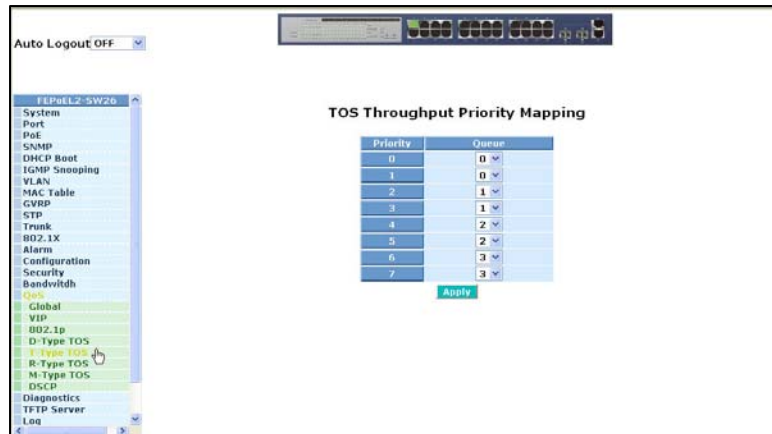 Auto Logout OFF
FEPoEL2-SW26
System
Port
PoE
SNMP
DHCP Boot
IGMP Snooping
VLAN
MAC Table
GVRP
STP
Trunk
802.1X
Alarm
Configuration
Security
Bandwitdh
QoS
Global
VIP
802.1p
D-Type TOS
T-Type TOS
R-Type TOS
M-Type TOS
DSCP
Diagnostics
TFTP Server
Log
TOS Throughput Priority Mapping
Priority Queue
0 0
1 0
2 1
3 1
4 2
5 2
6 3
7 3
Apply